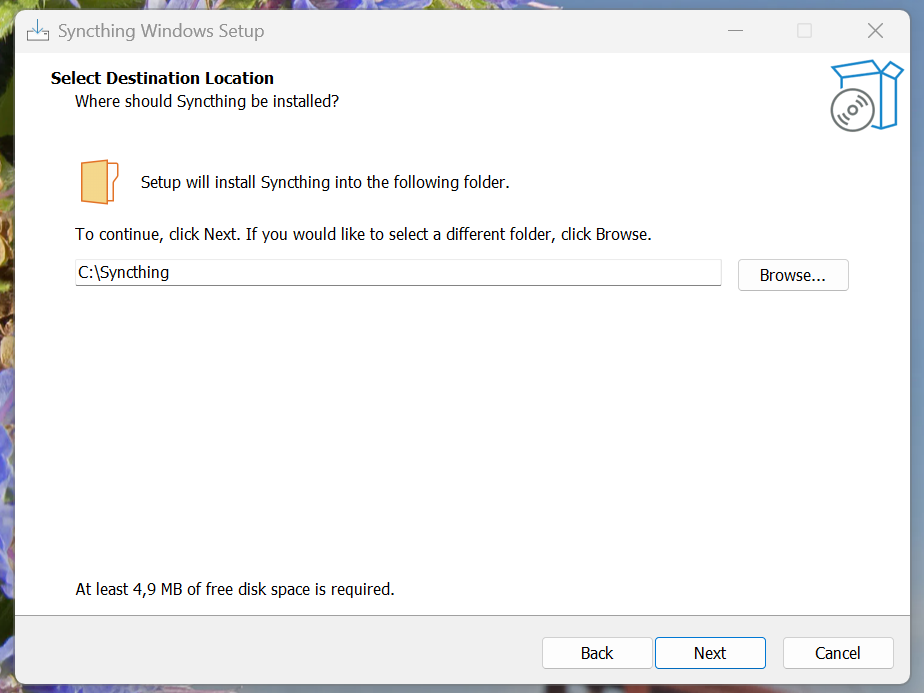 Syncthing Windows Setup
Select Destination Location
Where should Syncthing be installed?
Setup will install Syncthing into the following folder.
To continue, click Next. If you would like to select a different folder, click Browse.
C:\Syncthing
Browse...
At least 4,9 MB of free disk space is required.
Back
Next
Cancel